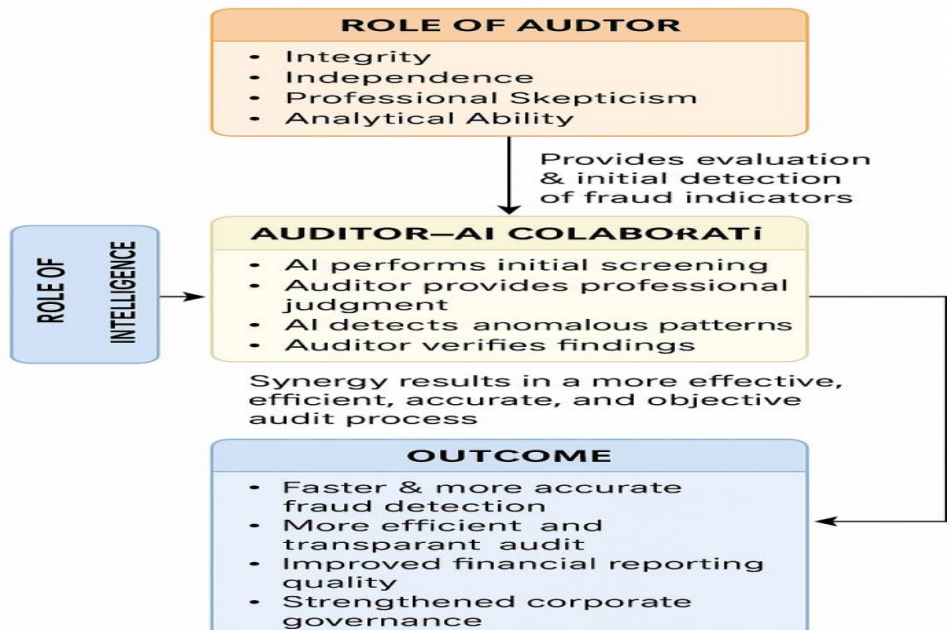 ROLE OF AUDTOR
• Integrity
• Independence
• Professional Skepticism
• Analytical Ability
Provides evaluation
& initial detection
of fraud indicators
ROLE OF
INTELLIGENCE
AUDITOR–AI COLABORATi
• AI performs initial screening
• Auditor provides professional
judgment
• AI detects anomalous patterns
• Auditor verifies findings
Synergy results in a more effective,
efficient, accurate, and objective
audit process
OUTCOME
• Faster & more accurate
fraud detection
• More efficient and
transparant audit
• Improved financial reporting
quality
• Strengthened corporate
governance